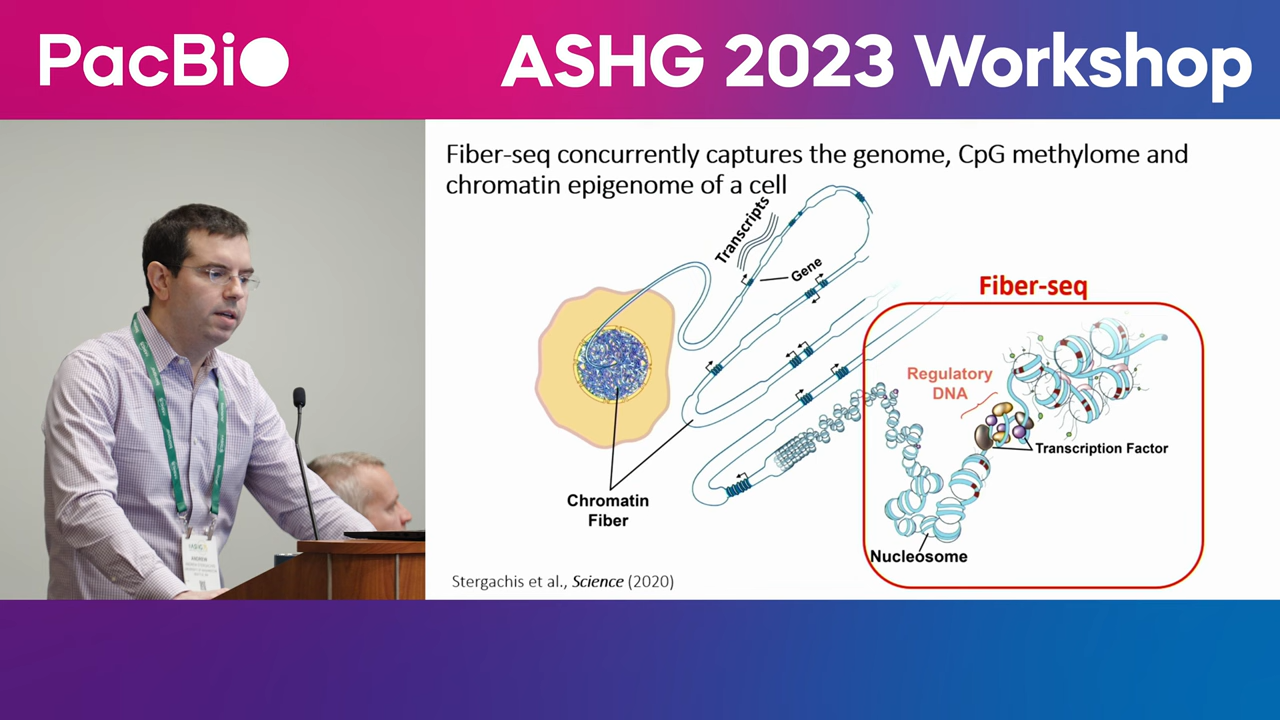 PacBio
ASHG 2023 Workshop
Fiber-seq concurrently captures the genome, CpG methylome and
chromatin epigenome of a cell
Transcripts
Gene
Fiber-seq
Regulatory
DNA
Transcription Factor
Chromatin
Fiber
Nucleosome
Stergachis et al., Science (2020)
ANDREW